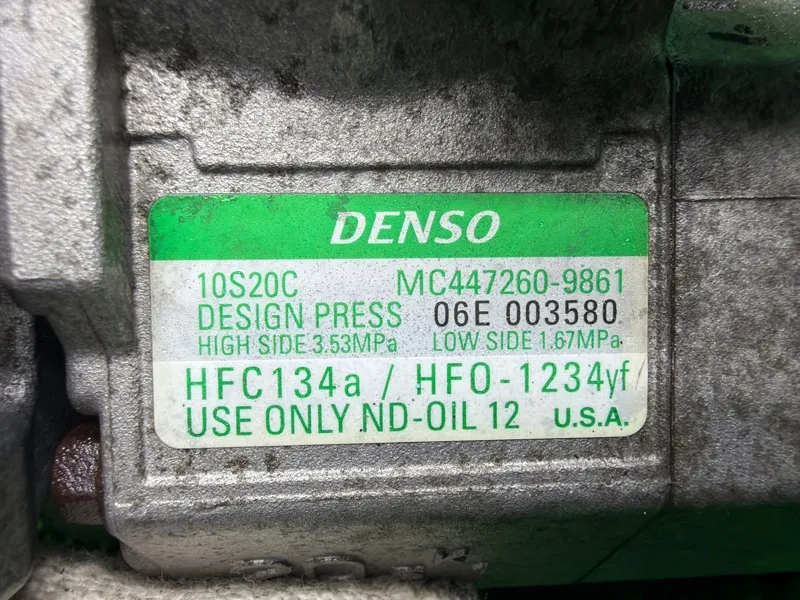 DENSO
10S20C MC447260-9861
DESIGN PRESS 06E 003580
HIGH SIDE 3.53MPa LOW SIDE 1.67MPa
HFC134a / HFO-1234yf
USE ONLY ND-OIL 12 U.S.A.